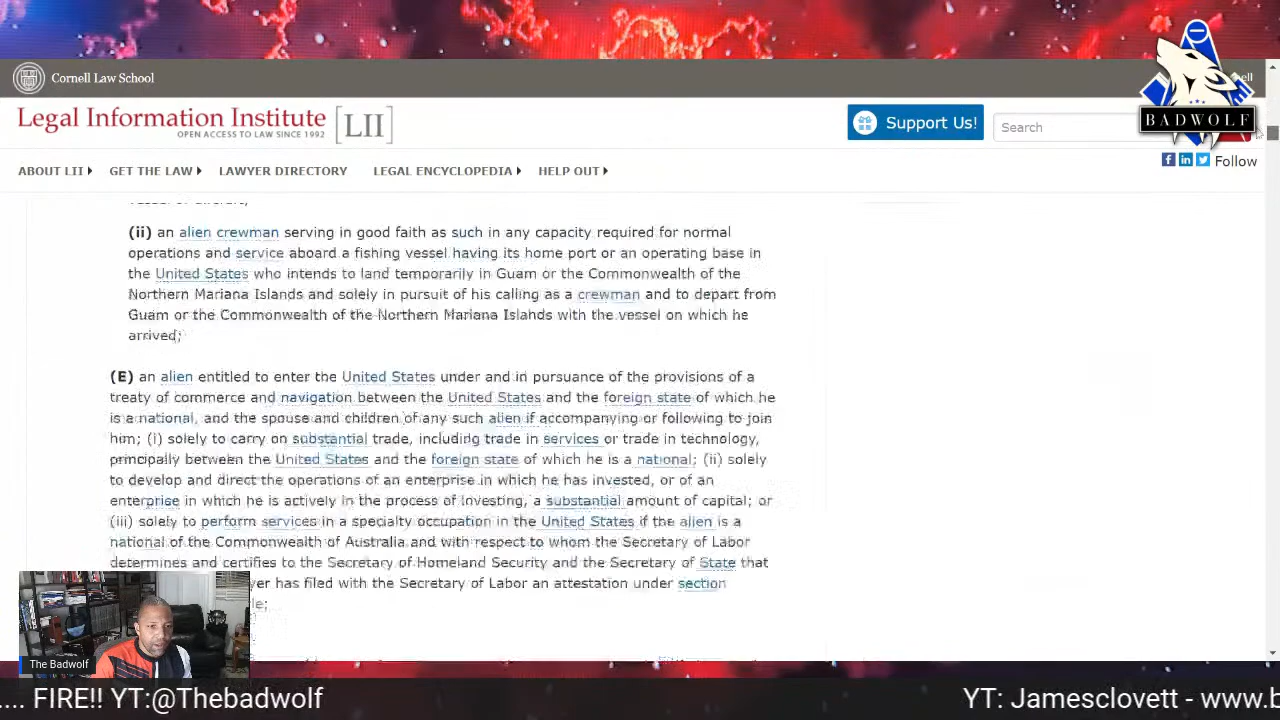 Cornell Law School
Legal Information Institute [LII]
OPEN ACCESS TO LAW SINCE 1992
Support Us!
Search
BADWOLF
ABOUT LII GET THE LAW LAWYER DIRECTORY LEGAL ENCYCLOPEDIA HELP OUT
Follow
(ii) an alien crewman serving in good faith as such in any capacity required for normal
operations and service aboard a fishing vessel having its home port or an operating base in
the United States who intends to land temporarily in Guam or the Commonwealth of the
Northern Mariana Islands and solely in pursuit of his calling as a crewman and to depart from
Guam or the Commonwealth of the Northern Mariana Islands with the vessel on which he
arrived;
(E) an alien entitled to enter the United States under and in pursuance of the provisions of a
treaty of commerce and navigation between the United States and the foreign state of which he
is a national, and the spouse and children of any such alien if accompanying or following to join
him; (i) solely to carry on substantial trade, including trade in services or trade in technology,
principally between the United States and the foreign state of which he is a national; (ii) solely
to develop and direct the operations of an enterprise in which he has invested, or of an
enterprise in which he is actively in the process of investing, a substantial amount of capital; or
(iii) solely to perform services in a specialty occupation in the United States if the alien is a
national of the Commonwealth of Australia and with respect to whom the Secretary of Labor
determines and certifies to the Secretary of Homeland Security and the Secretary of State that
has filed with the Secretary of Labor an attestation under section
The Badwolf
.... FIRE!! YT:@Thebadwolf
YT: Jamesclovett - www.b